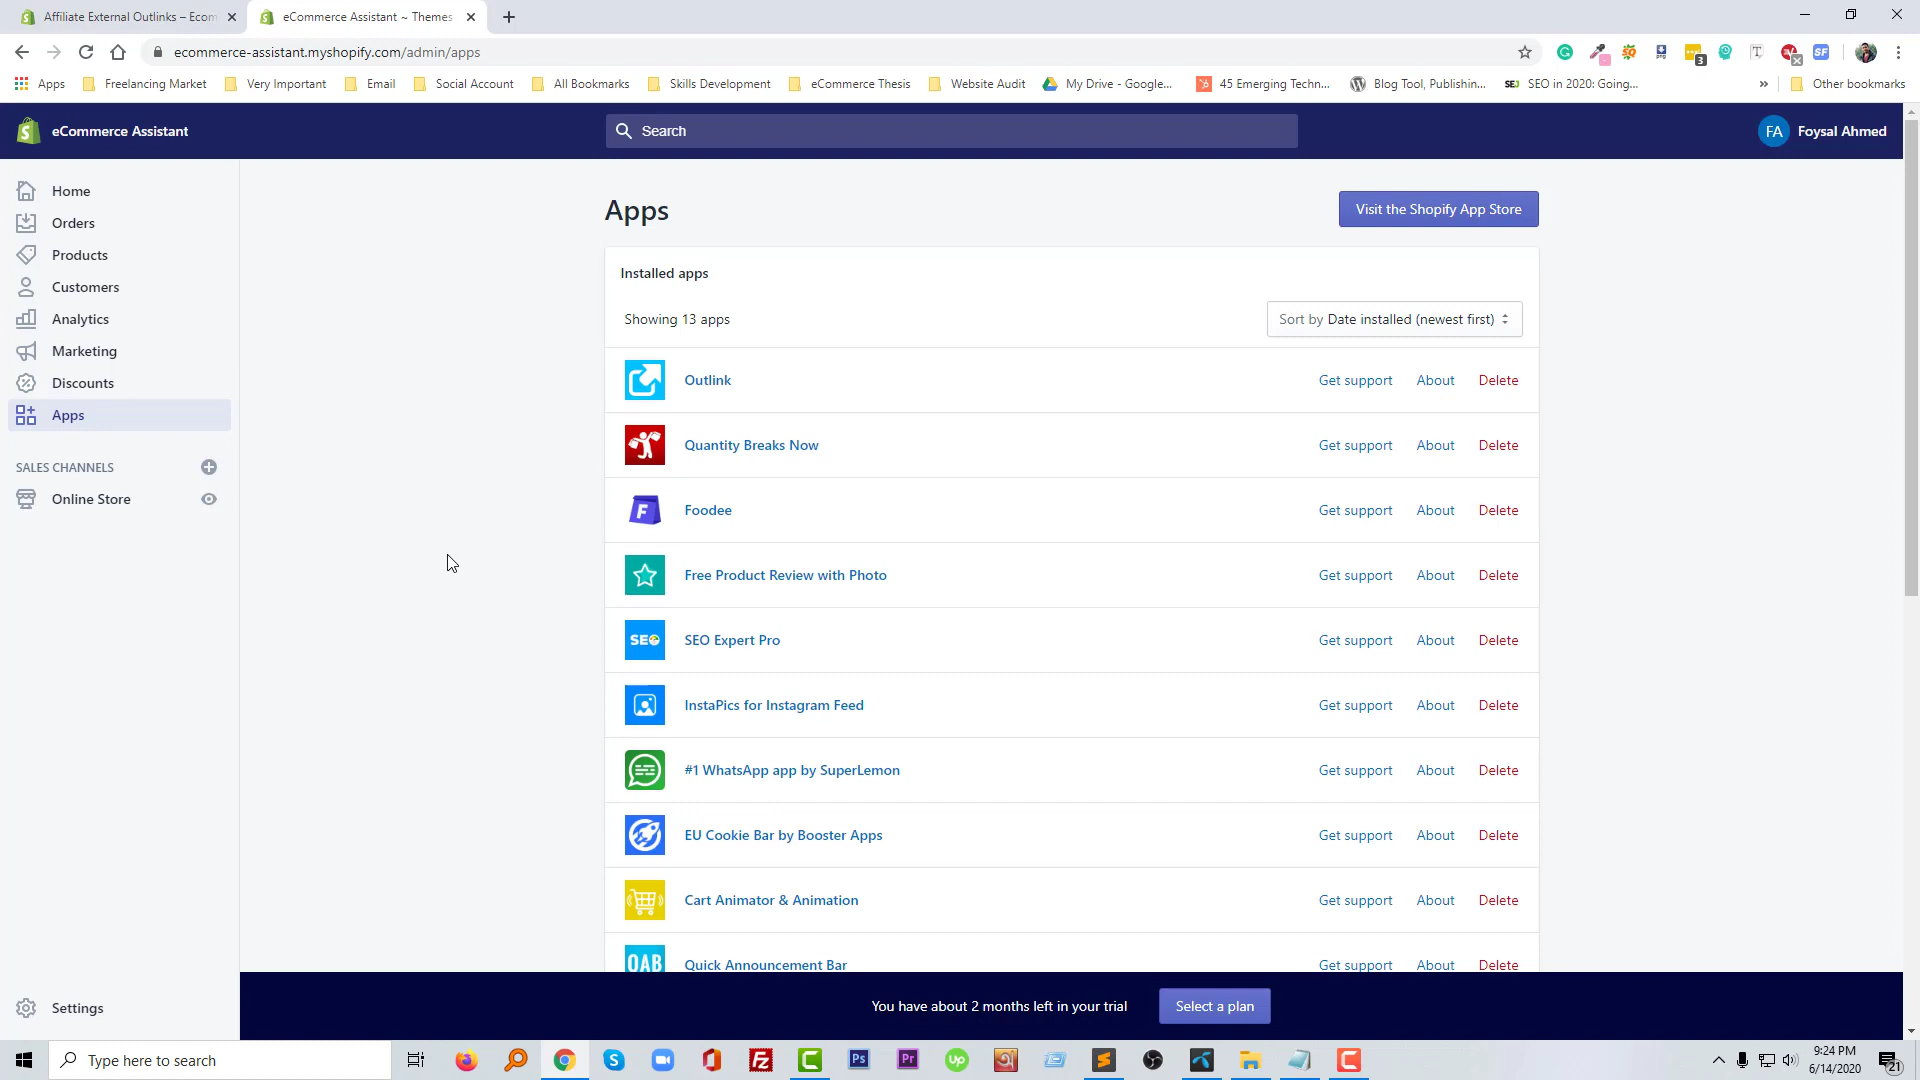 Affiliate External Outlinks – Ecom
eCommerce Assistant ~ Themes
ecommerce-assistant.myshopify.com/admin/apps
Apps
Freelancing Market
Very Important
Email
Social Account
All Bookmarks
Skills Development
eCommerce Thesis
Website Audit
My Drive - Google...
45 Emerging Techn...
Blog Tool, Publishin...
SEO in 2020: Going...
»
Other bookmarks
eCommerce Assistant
Search
FA
Foysal Ahmed
Home
Orders
Products
Customers
Analytics
Marketing
Discounts
Apps
SALES CHANNELS
Online Store
Settings
Apps
Visit the Shopify App Store
Installed apps
Showing 13 apps
Sort by Date installed (newest first)
Outlink
Get support About Delete
Quantity Breaks Now
Get support About Delete
F
Foodee
Get support About Delete
Free Product Review with Photo
Get support About Delete
SEO
SEO Expert Pro
Get support About Delete
InstaPics for Instagram Feed
Get support About Delete
#1 WhatsApp app by SuperLemon
Get support About Delete
EU Cookie Bar by Booster Apps
Get support About Delete
Cart Animator & Animation
Get support About Delete
QAB
Quick Announcement Bar
Get support About Delete
You have about 2 months left in your trial
Select a plan
Type here to search
9:24 PM
6/14/2020
21